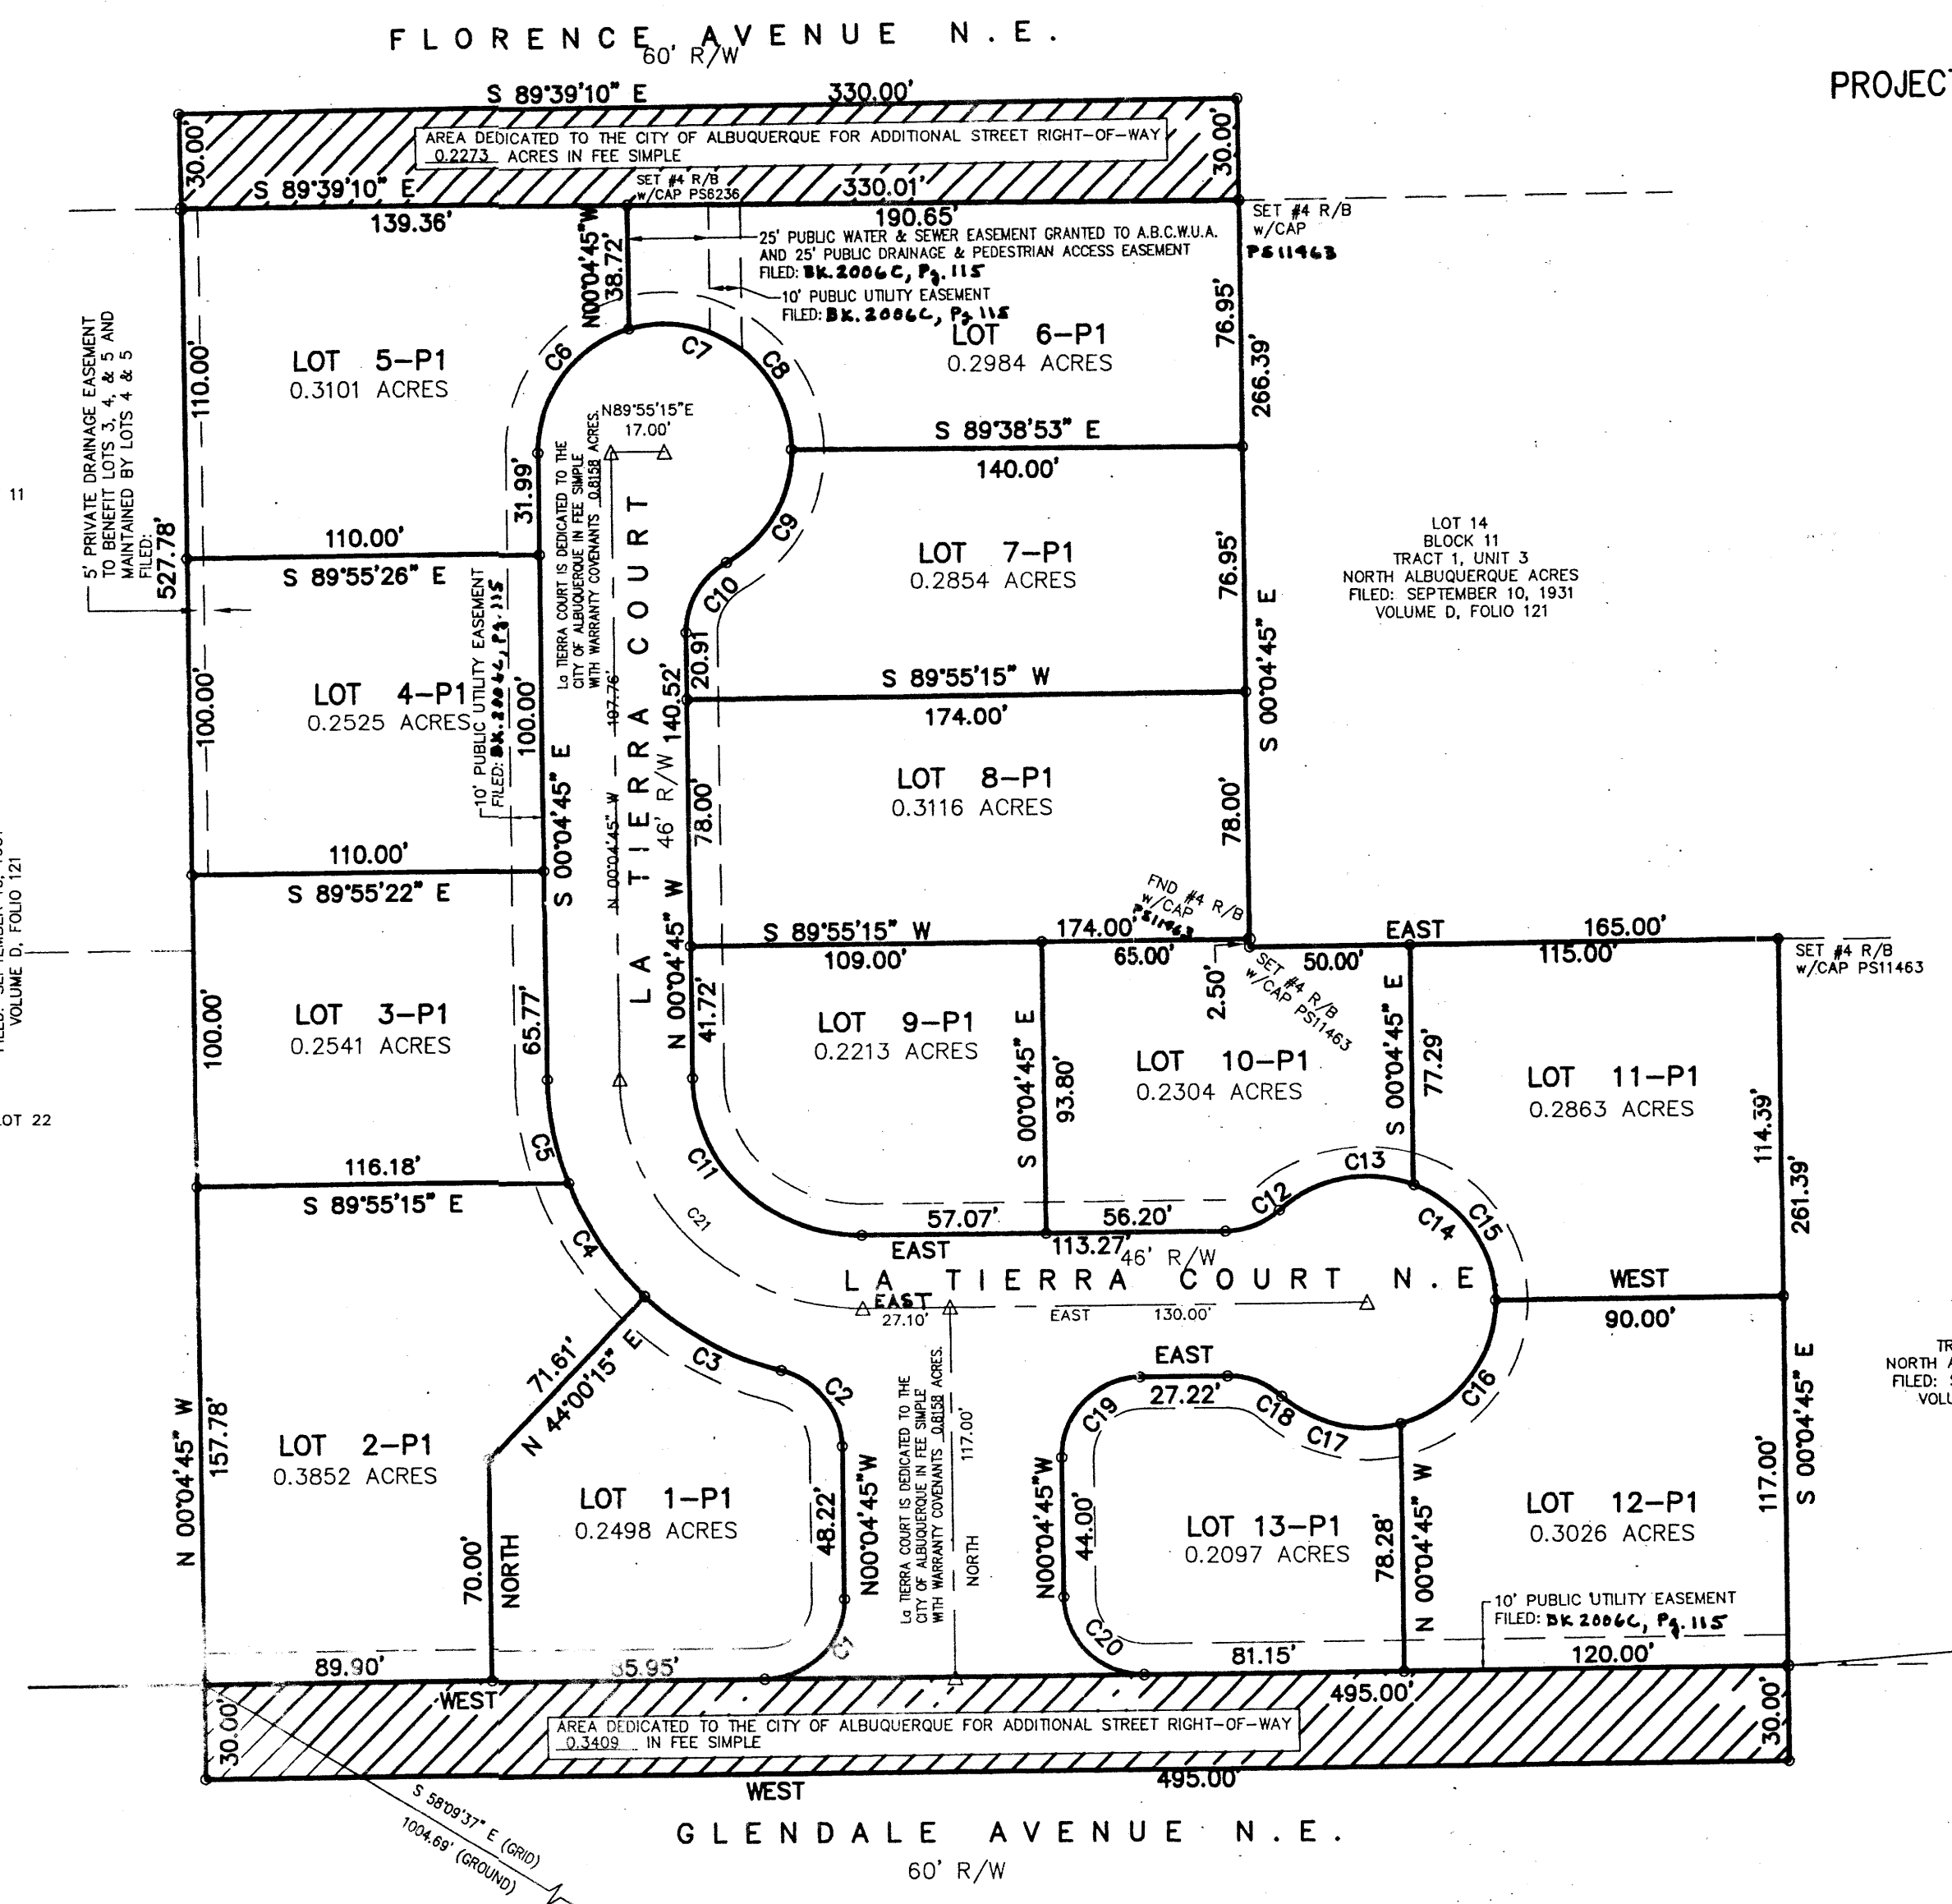 FLORENCE AVENUE N.E.
60' R/W
PROJEC
S 89°39'10" E
330.00'
30.00'
AREA DEDICATED TO THE CITY OF ALBUQUERQUE FOR ADDITIONAL STREET RIGHT-OF-WAY
0.2273 ACRES IN FEE SIMPLE
30.00'
S 89°39'10" E
SET #4 R/B
w/CAP PS6236
330.01'
139.36'
190.65'
SET #4 R/B
w/CAP
PS11463
N00°04'45"W
38.72'
25' PUBLIC WATER & SEWER EASEMENT GRANTED TO A.B.C.W.U.A.
AND 25' PUBLIC DRAINAGE & PEDESTRIAN ACCESS EASEMENT
FILED: BK.2006C, Pg.115
10' PUBLIC UTILITY EASEMENT
FILED: BK.2006C, Pg 115
LOT 5-P1
0.3101 ACRES
110.00'
C6
C7
C8
LOT 6-P1
0.2984 ACRES
76.95'
266.39'
5' PRIVATE DRAINAGE EASEMENT
TO BENEFIT LOTS 3, 4, & 5 AND
MAINTAINED BY LOTS 4 & 5
FILED:
527.78'
N89°55'15"E
17.00'
S 89°38'53" E
140.00'
11
31.99'
La TIERRA COURT IS DEDICATED TO THE
CITY OF ALBUQUERQUE IN FEE SIMPLE
WITH WARRANTY COVENANTS 0.8158 ACRES.
C9
C10
110.00'
S 89°55'26" E
LOT 7-P1
0.2854 ACRES
76.95'
LOT 14
BLOCK 11
TRACT 1, UNIT 3
NORTH ALBUQUERQUE ACRES
FILED: SEPTEMBER 10, 1931
VOLUME D, FOLIO 121
S 00°04'45" E
20.91
S 89°55'15" W
174.00'
10' PUBLIC UTILITY EASEMENT
FILED: BK.2006C, Pg.115
LOT 4-P1
0.2525 ACRES
100.00'
100.00'
S 00°04'45" E
107.76'
N 00°04'45" W
LA TIERRA COURT
46' R/W
140.52'
78.00'
N 00°04'45" W
LOT 8-P1
0.3116 ACRES
78.00'
110.00'
S 89°55'22" E
VOLUME D, FOLIO 121
FND #4 R/B
w/CAP
PS11463
S 89°55'15" W
174.00'
109.00'
65.00'
2.50'
EAST
165.00'
50.00'
115.00'
SET #4 R/B
w/CAP PS11463
SET #4 R/B
w/CAP PS11463
LOT 3-P1
0.2541 ACRES
100.00'
65.77'
41.72'
LOT 9-P1
0.2213 ACRES
S 00°04'45" E
93.80'
LOT 10-P1
0.2304 ACRES
S 00°04'45" E
77.29'
LOT 11-P1
0.2863 ACRES
114.39'
261.39'
OT 22
C5
116.18'
S 89°55'15" E
C11
C21
C4
57.07'
EAST
56.20'
113.27'
46' R/W
C12
C13
C14
C15
LA TIERRA COURT N.E
EAST
27.10'
EAST
130.00'
WEST
90.00'
71.61'
N 44°00'15" E
C3
C2
EAST
27.22'
C19
C18
C17
C16
S 00°04'45" E
TR
NORTH A
FILED: S
VOLU
N 00°04'45" W
157.78'
LOT 2-P1
0.3852 ACRES
LOT 1-P1
0.2498 ACRES
70.00'
NORTH
48.22'
N00°04'45"W
La TIERRA COURT IS DEDICATED TO THE
CITY OF ALBUQUERQUE IN FEE SIMPLE
WITH WARRANTY COVENANTS 0.8158 ACRES.
117.00'
NORTH
N00°04'45"W
44.00'
LOT 13-P1
0.2097 ACRES
78.28'
N 00°04'45" W
LOT 12-P1
0.3026 ACRES
117.00'
10' PUBLIC UTILITY EASEMENT
FILED: BK 2006C, Pg.115
C1
C20
89.90'
WEST
81.15'
120.00'
495.00'
30.00'
AREA DEDICATED TO THE CITY OF ALBUQUERQUE FOR ADDITIONAL STREET RIGHT-OF-WAY
0.3409 IN FEE SIMPLE
30.00'
WEST
495.00'
S 58°09'37" E (GRID)
1004.69' (GROUND)
GLENDALE AVENUE N.E.
60' R/W